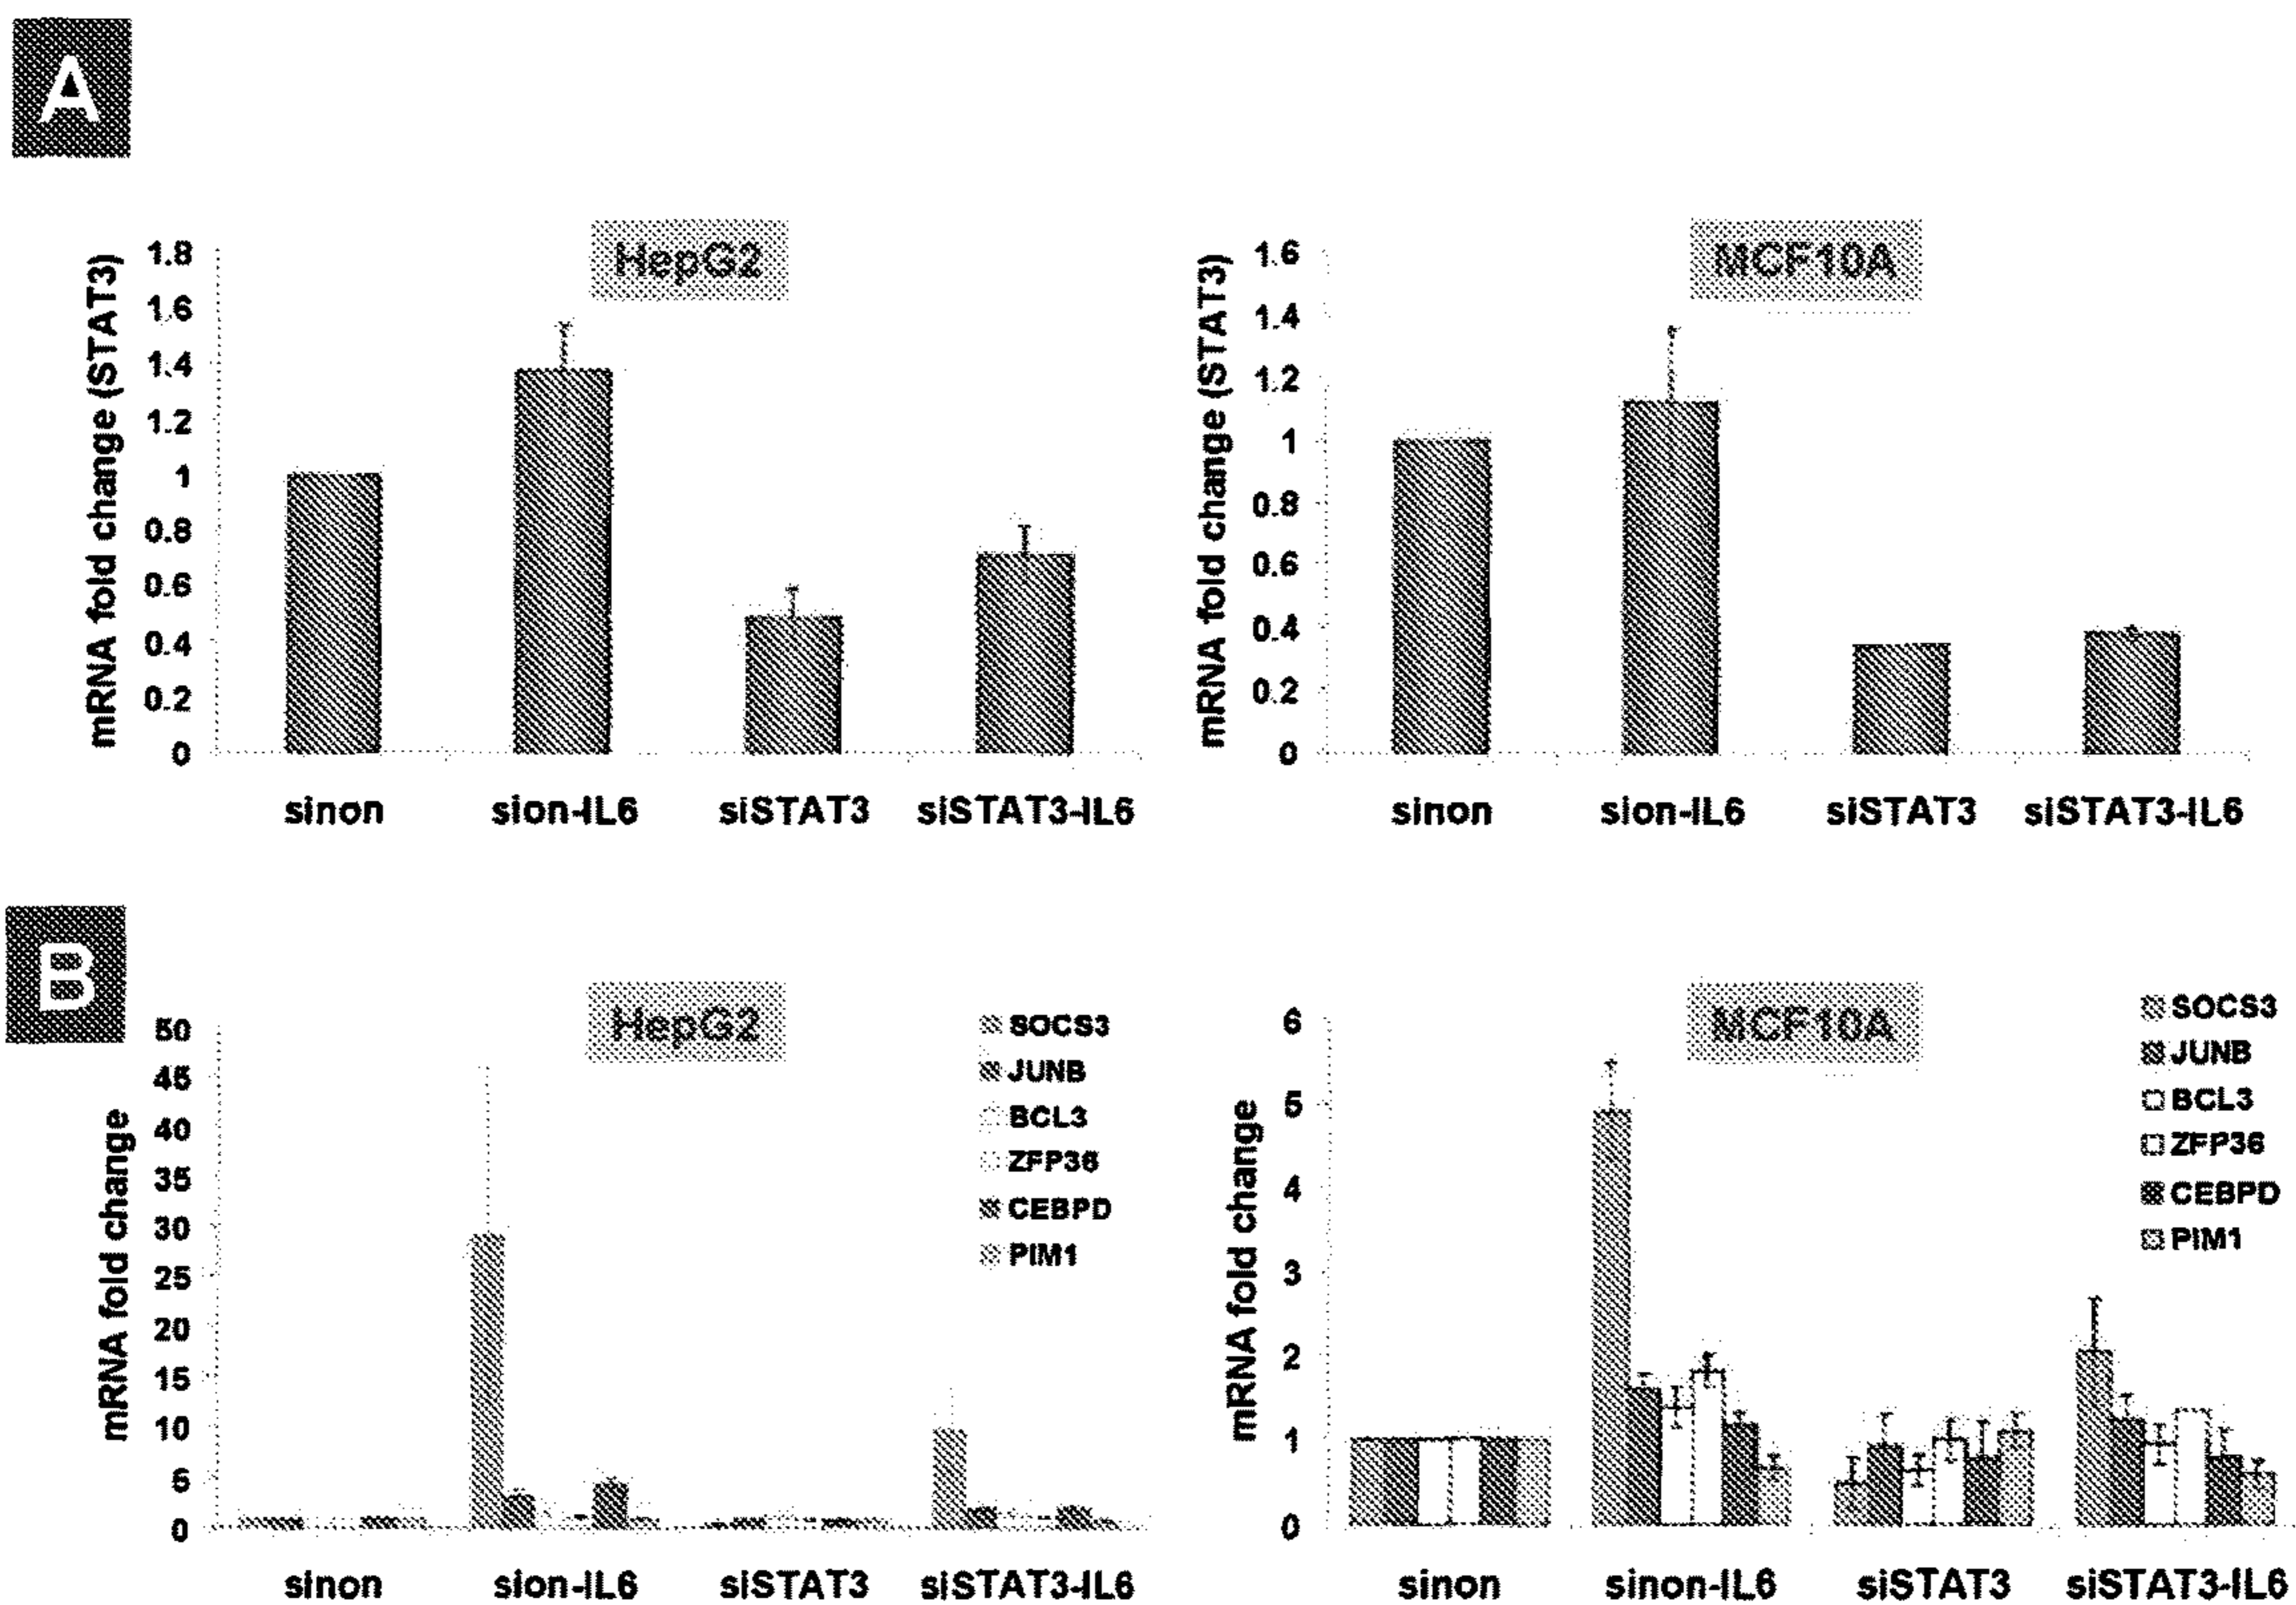 A
HepG2
mRNA fold change (STAT3)
1.8
1.6
1.4
1.2
1
0.8
0.6
0.4
0.2
0
sinon sion-IL6 siSTAT3 siSTAT3-IL6
MCF10A
mRNA fold change (STAT3)
1.6
1.4
1.2
1
0.8
0.6
0.4
0.2
0
sinon sion-IL6 siSTAT3 siSTAT3-IL6
B
HepG2
mRNA fold change
50
45
40
35
30
25
20
15
10
5
0
SOCS3
JUNB
BCL3
ZFP36
CEBPD
PIM1
sinon sion-IL6 siSTAT3 siSTAT3-IL6
MCF10A
mRNA fold change
6
5
4
3
2
1
0
SOCS3
JUNB
BCL3
ZFP36
CEBPD
PIM1
sinon sinon-IL6 siSTAT3 siSTAT3-IL6